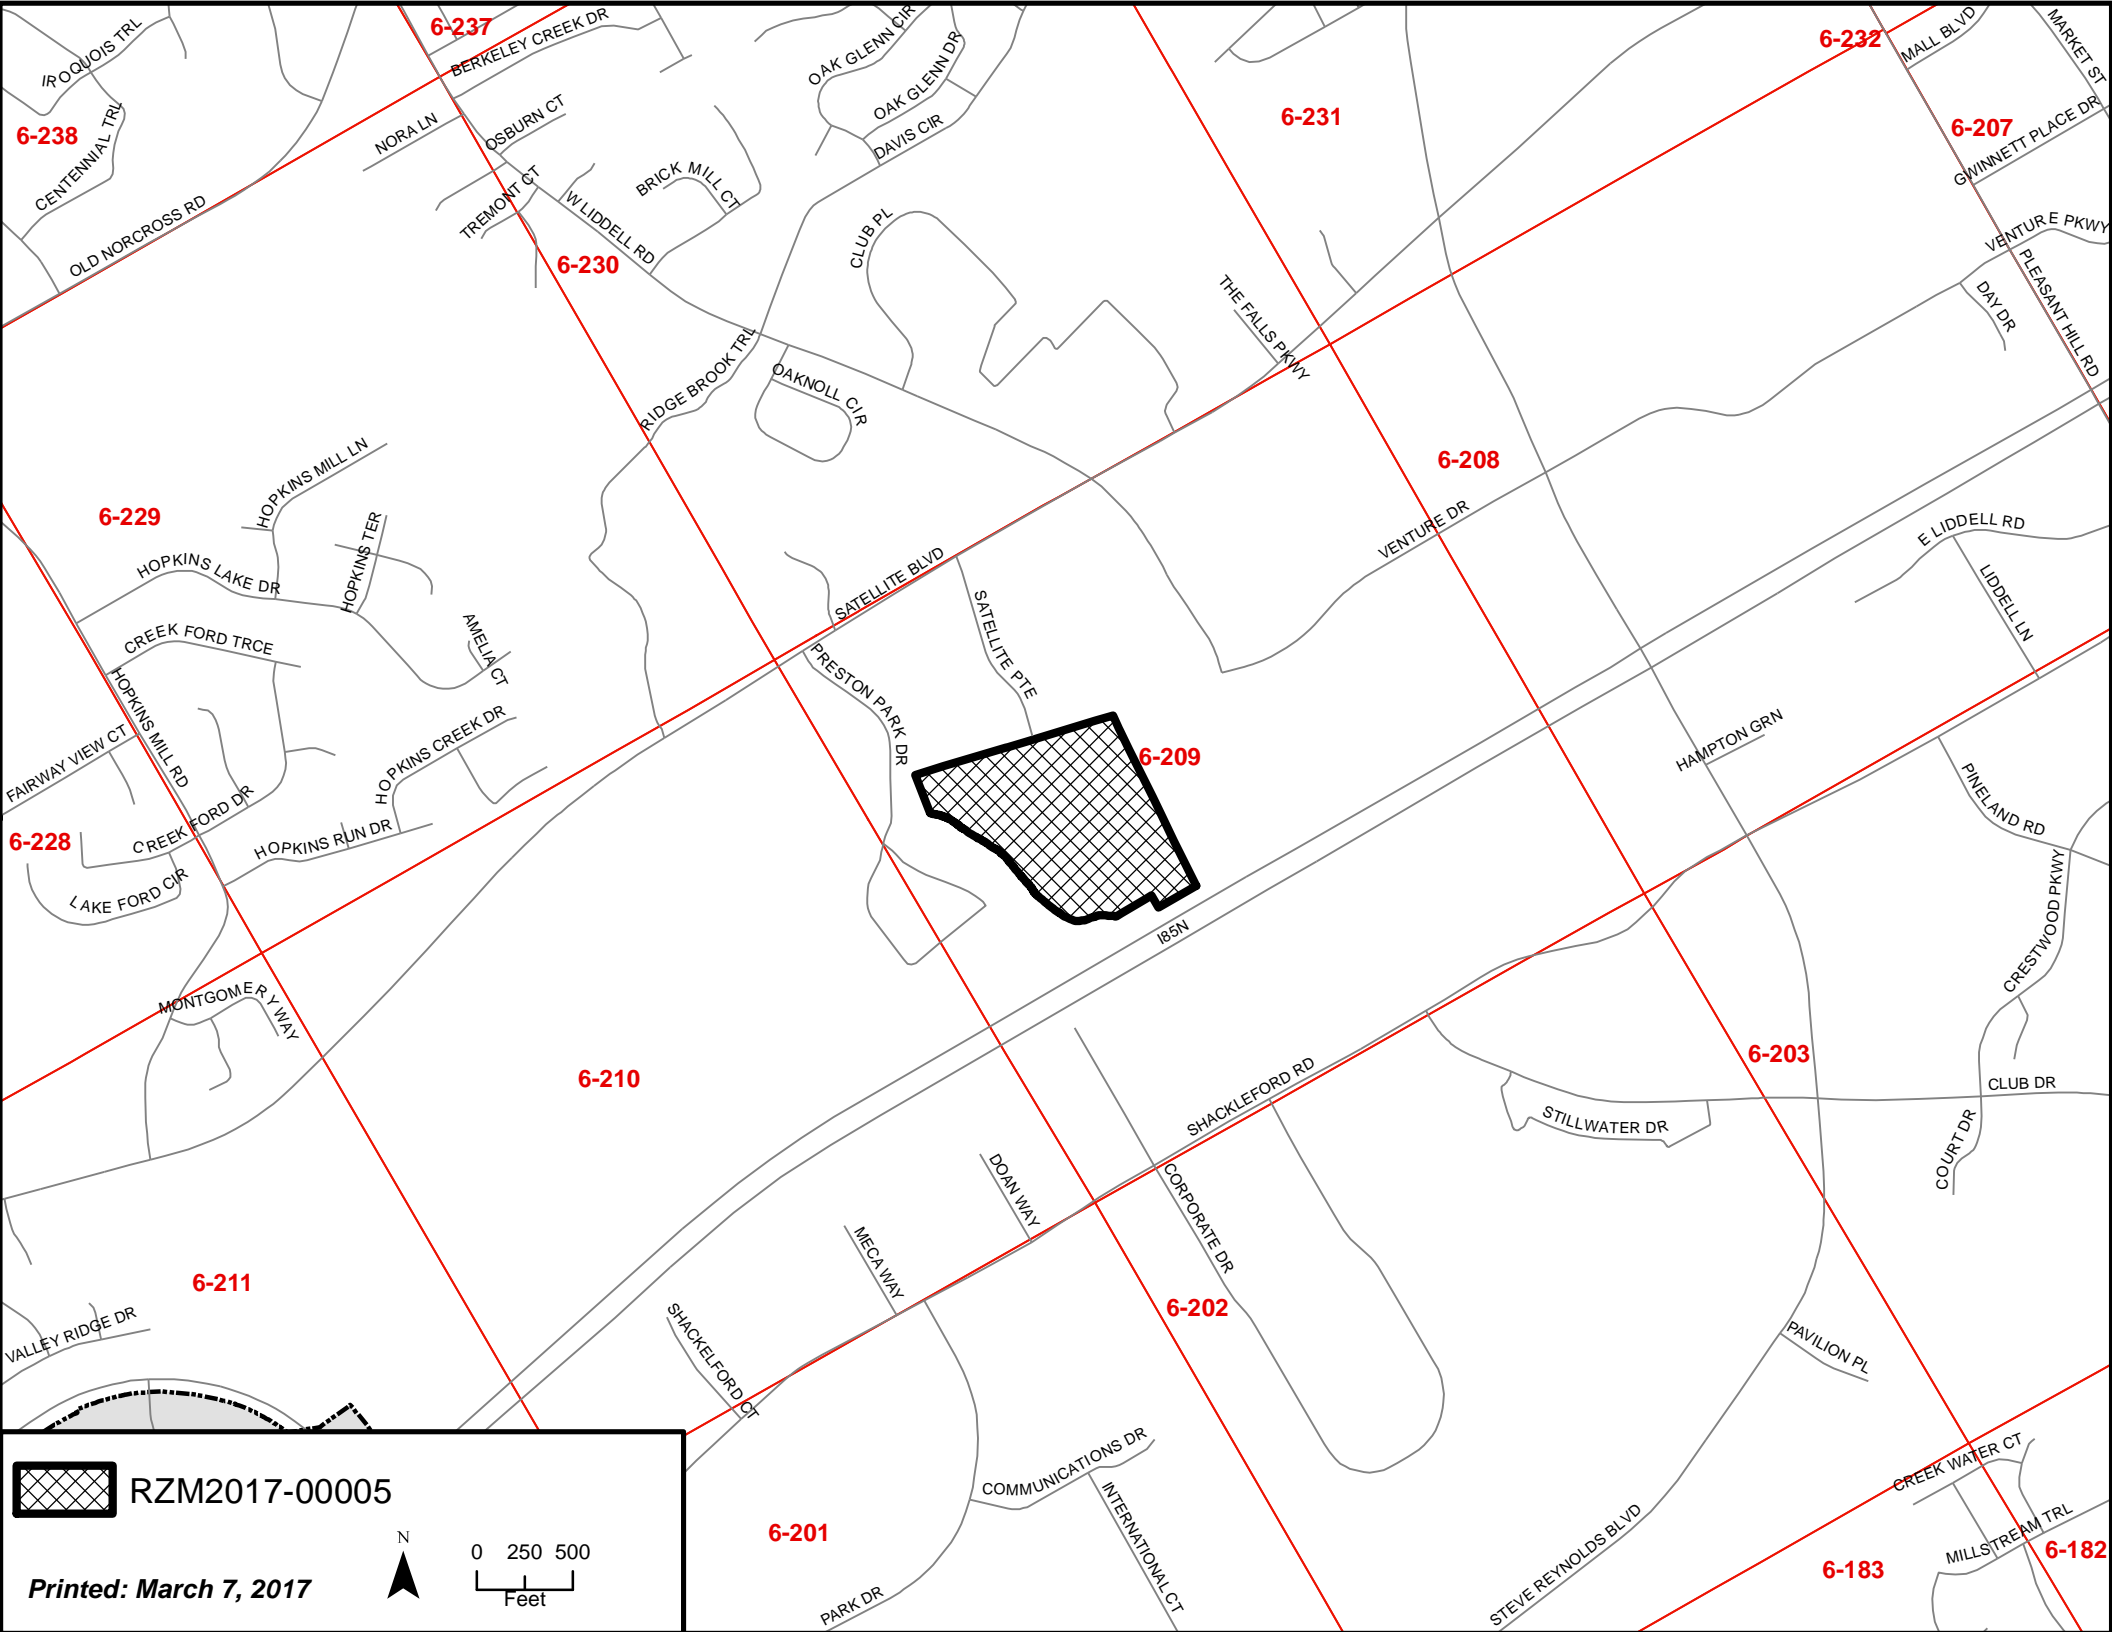 6-237
BERKELEY CREEK DR
IROQUOIS TRL
OAK GLENN CIR
OAK GLENN DR
6-232
MALL BLVD
MARKET ST
6-238
CENTENNIAL TRL
NORA LN
OSBURN CT
DAVIS CIR
6-231
6-207
GWINNETT PLACE DR
OLD NORCROSS RD
TREMONT CT
W LIDDELL RD
BRICK MILL CT
CLUB PL
6-230
VENTURE PKWY
PLEASANT HILL RD
DAY DR
THE FALLS PKWY
RIDGE BROOK TRL
OAKNOLL CIR
6-208
HOPKINS MILL LN
6-229
HOPKINS TER
HOPKINS LAKE DR
VENTURE DR
E LIDDELL RD
LIDDELL LN
SATELLITE BLVD
SATELLITE PTE
CREEK FORD TRCE
AMELIA CT
HOPKINS MILL RD
PRESTON PARK DR
FAIRWAY VIEW CT
HOPKINS CREEK DR
6-209
HAMPTON GRN
PINELAND RD
6-228
CREEK FORD DR
HOPKINS RUN DR
LAKE FORD CIR
I85N
CRESTWOOD PKWY
MONTGOMERY WAY
6-210
SHACKLEFORD RD
6-203
CLUB DR
STILLWATER DR
COURT DR
DOAN WAY
CORPORATE DR
MECA WAY
6-211
6-202
VALLEY RIDGE DR
SHACKELFORD CT
PAVILION PL
COMMUNICATIONS DR
INTERNATIONAL CT
CREEK WATER CT
6-201
STEVE REYNOLDS BLVD
MILLSTREAM TRL
6-182
6-183
PARK DR
RZM2017-00005
N
0 250 500
Feet
Printed: March 7, 2017